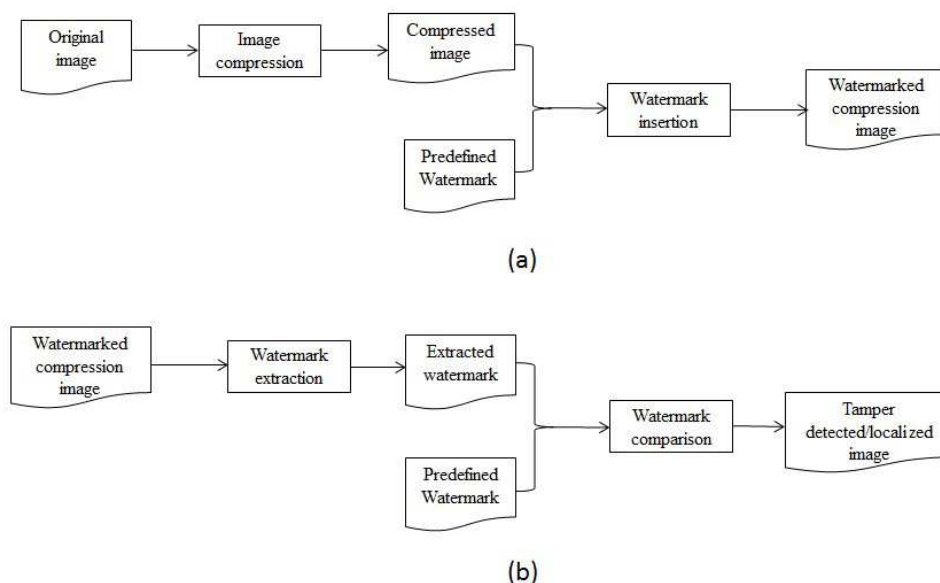 Original
image
Image
compression
Compressed
image
Predefined
Watermark
Watermark
insertion
Watermarked
compression
image
(a)
Watermarked
compression
image
Watermark
extraction
Extracted
watermark
Predefined
Watermark
Watermark
comparison
Tamper
detected/localized
image
(b)